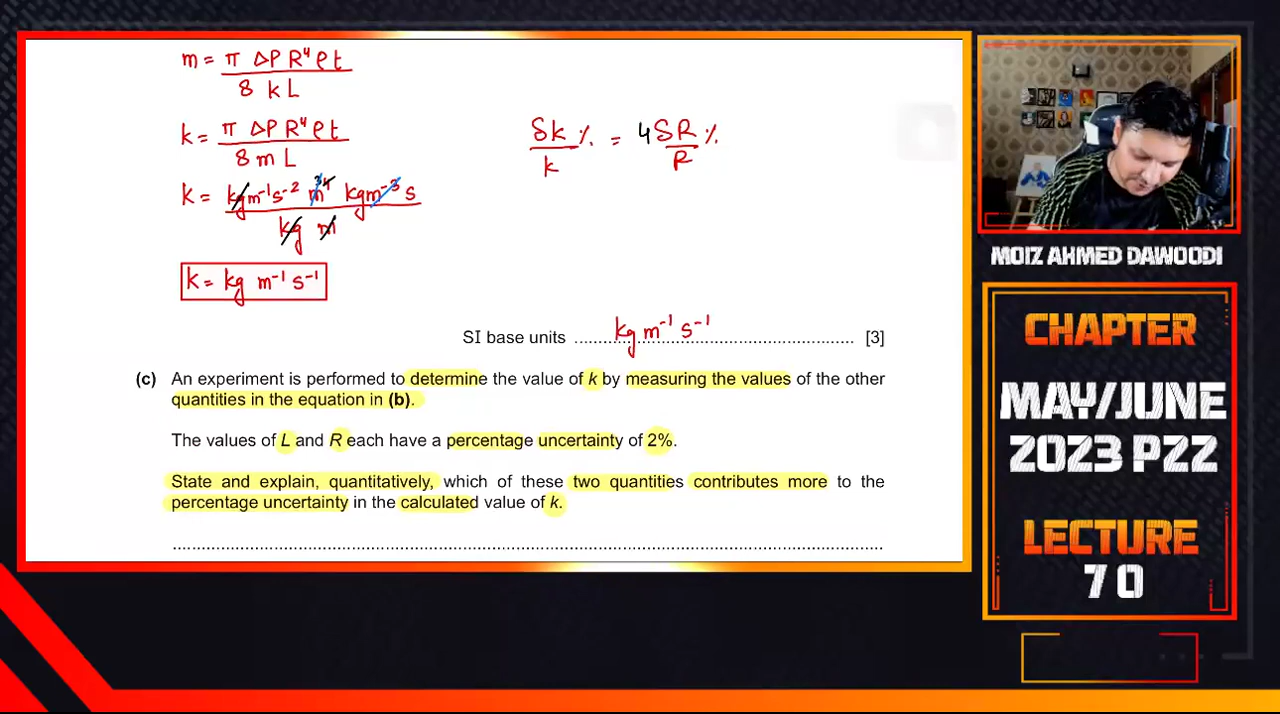 m = π ΔP R⁴ ρ t
8 k L
k = π ΔP R⁴ ρ t
8 m L
k = kg m⁻¹ s⁻² m³ ⁴ kg m⁻³ s
kg m
k = kg m⁻¹ s⁻¹
δk % = 4 δR %
k R
SI base units kg m⁻¹ s⁻¹ [3]
(c) An experiment is performed to determine the value of k by measuring the values of the other
quantities in the equation in (b).
The values of L and R each have a percentage uncertainty of 2%.
State and explain, quantitatively, which of these two quantities contributes more to the
percentage uncertainty in the calculated value of k.
MOIZ AHMED DAWOODI
CHAPTER
MAY/JUNE
2023 P22
LECTURE
70